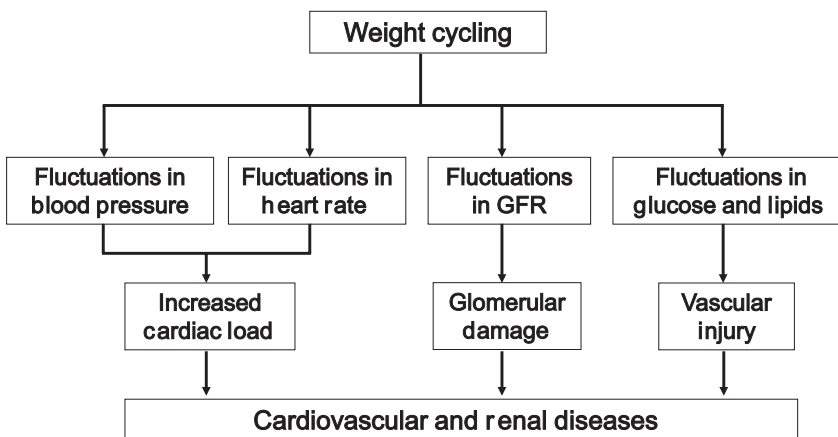 Weight cycling
Fluctuations in
blood pressure
Fluctuations in
heart rate
Fluctuations
in GFR
Fluctuations in
glucose and lipids
Increased
cardiac load
Glomerular
damage
Vascular
injury
Cardiovascular and renal diseases